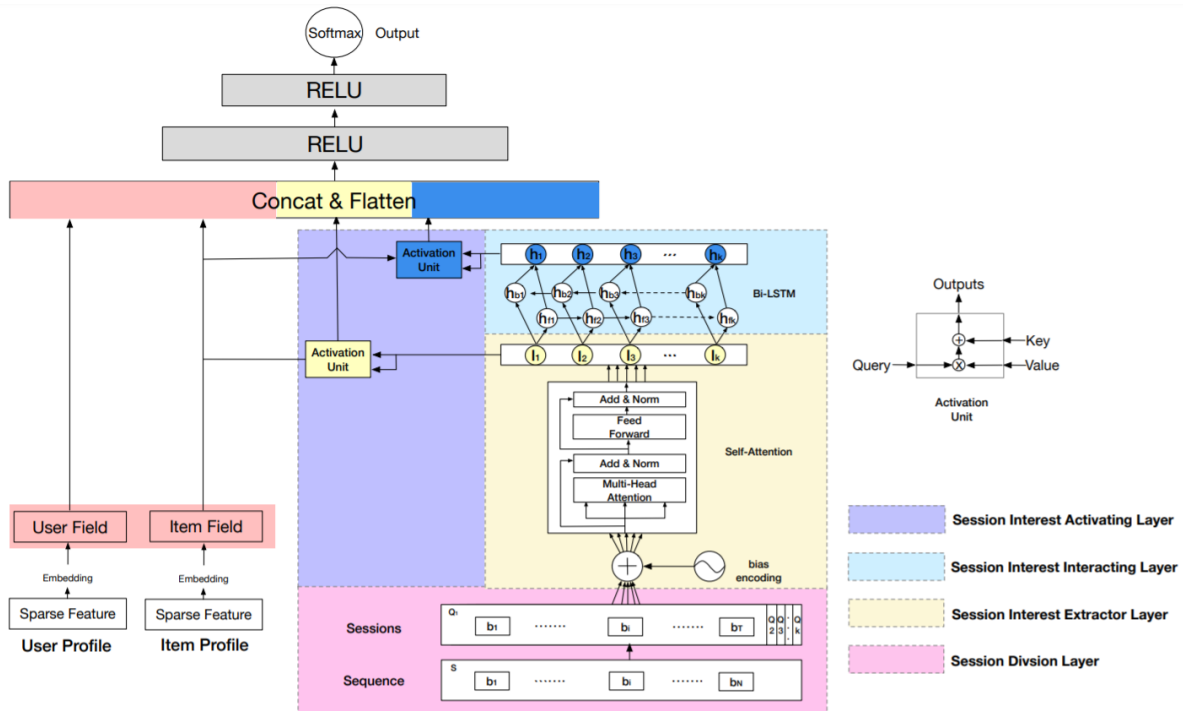 Softmax Output
RELU
RELU
Concat & Flatten
Activation
Unit
h1 h2 h3 ... hk
hb1 hb2 hb3 hbk
Bi-LSTM
hf1 hf2 hf3 hfk
Activation
Unit
I1 I2 I3 ... Ik
Add & Norm
Feed
Forward
Self-Attention
Add & Norm
Multi-Head
Attention
bias
encoding
User Field
Item Field
Embedding
Embedding
Sparse Feature
Sparse Feature
User Profile
Item Profile
Sessions
Q1
b1 ....... bi ....... bT
Q2 Q3 ... Qk
Sequence
S
b1 ....... bi ....... bN
Outputs
Key
Query
Value
Activation
Unit
Session Interest Activating Layer
Session Interest Interacting Layer
Session Interest Extractor Layer
Session Divsion Layer